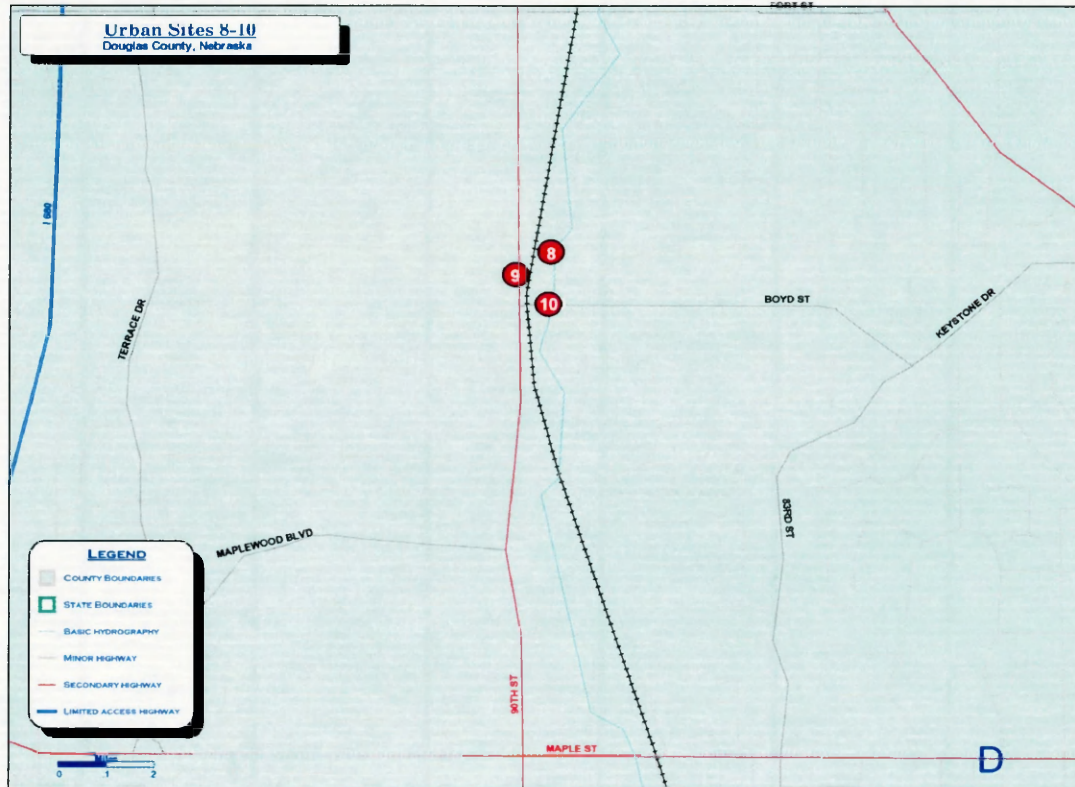 Urban Sites 8-10
Douglas County, Nebraska
FORT ST
I 680
8
9
10
BOYD ST
KEYSTONE DR
TERRACE DR
83RD ST
MAPLEWOOD BLVD
LEGEND
COUNTY BOUNDARIES
STATE BOUNDARIES
BASIC HYDROGRAPHY
MINOR HIGHWAY
SECONDARY HIGHWAY
LIMITED ACCESS HIGHWAY
90TH ST
MAPLE ST
Miles
0 .1 2
D